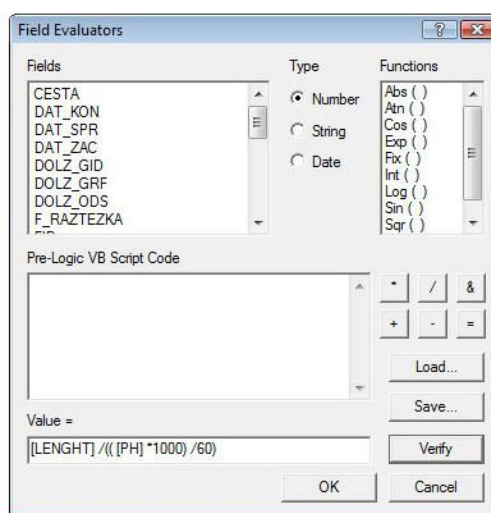 Field Evaluators
Fields
Type
Functions
CESTA
DAT_KON
DAT_SPR
DAT_ZAC
DOLZ_GID
DOLZ_GRF
DOLZ_ODS
F_RAZTEZKA
Number
String
Date
Abs ( )
Atn ( )
Cos ( )
Exp ( )
Fix ( )
Int ( )
Log ( )
Sin ( )
Sqr ( )
Pre-Logic VB Script Code
* / &
+ - =
Load...
Save...
Value =
[LENGHT] /(( [PH] *1000) /60)
Verify
OK
Cancel